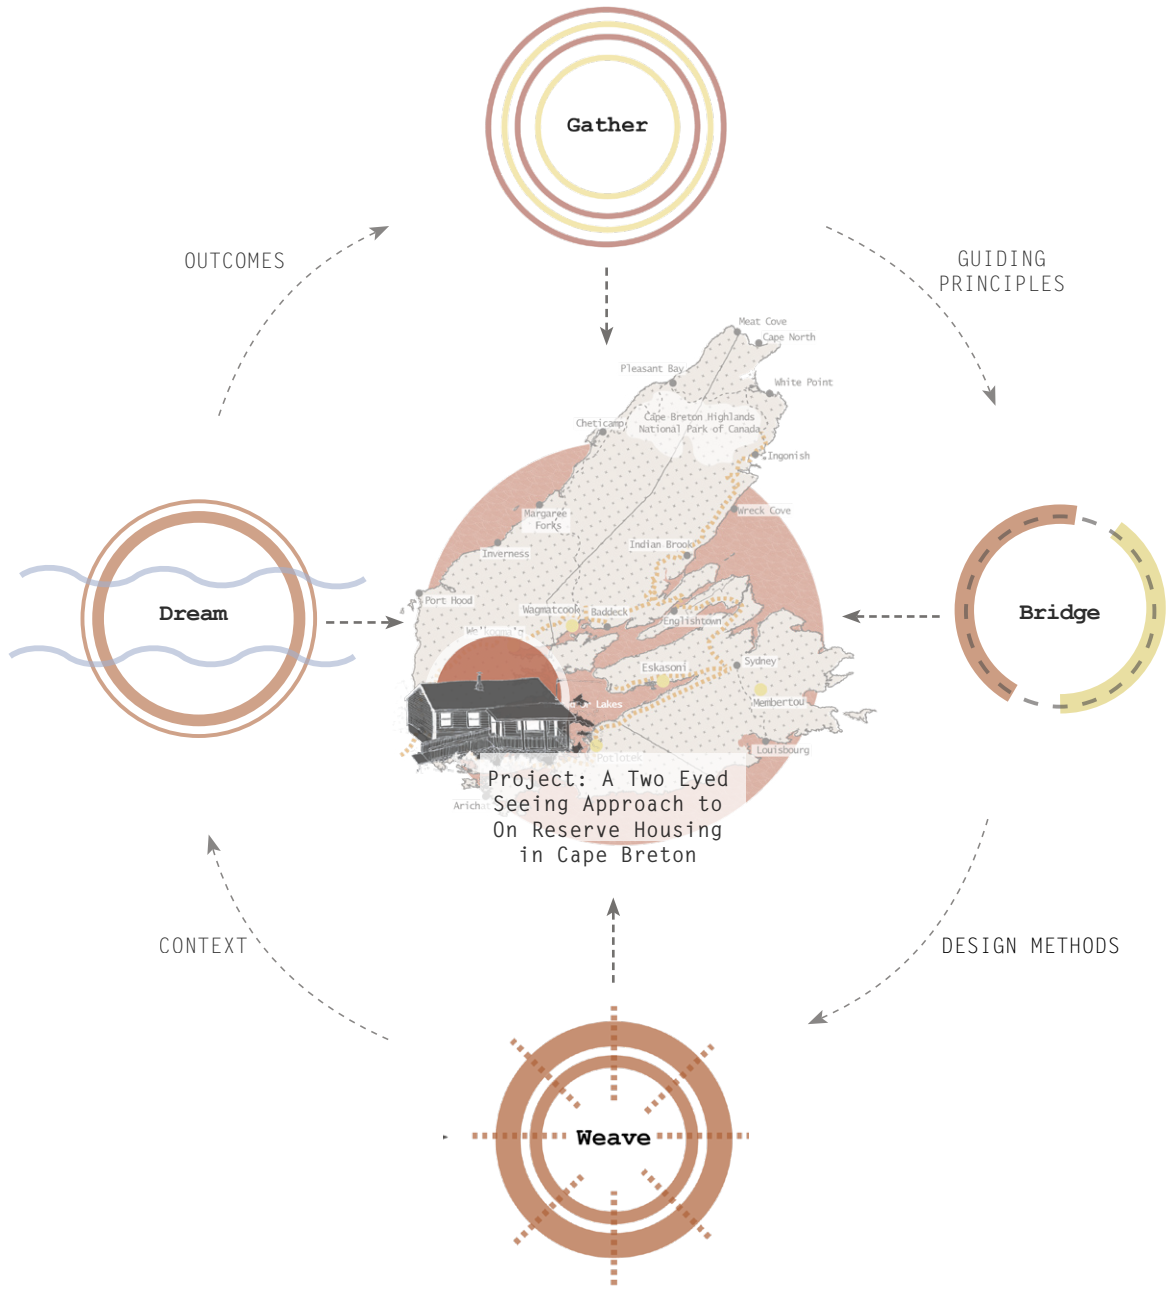 Gather
OUTCOMES
GUIDING
PRINCIPLES
Meat Cove
Cape North
Pleasant Bay
White Point
Cape Breton Highlands
National Park of Canada
Cheticamp
Ingonish
Margaree
Forks
Wreck Cove
Inverness
Indian Brook
Port Hood
Wagmatcook
Baddeck
Englishtown
Dream
Bridge
Eskasoni
Sydney
Membertou
Lakes
Louisbourg
Potlotek
Project: A Two Eyed
Seeing Approach to
On Reserve Housing
in Cape Breton
CONTEXT
DESIGN METHODS
Weave